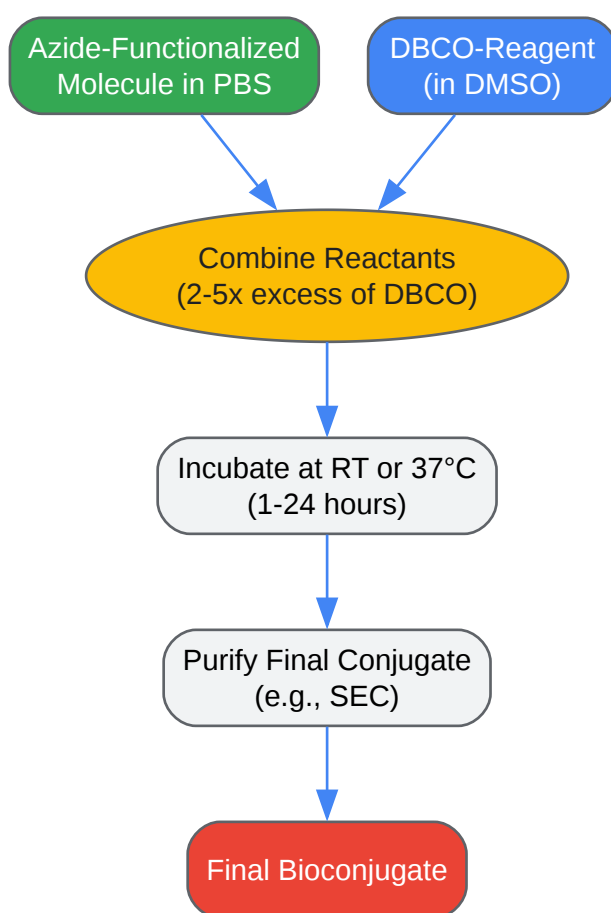 Azide-Functionalized
Molecule in PBS
DBCO-Reagent
(in DMSO)
Combine Reactants
(2-5x excess of DBCO)
Incubate at RT or 37°C
(1-24 hours)
Purify Final Conjugate
(e.g., SEC)
Final Bioconjugate